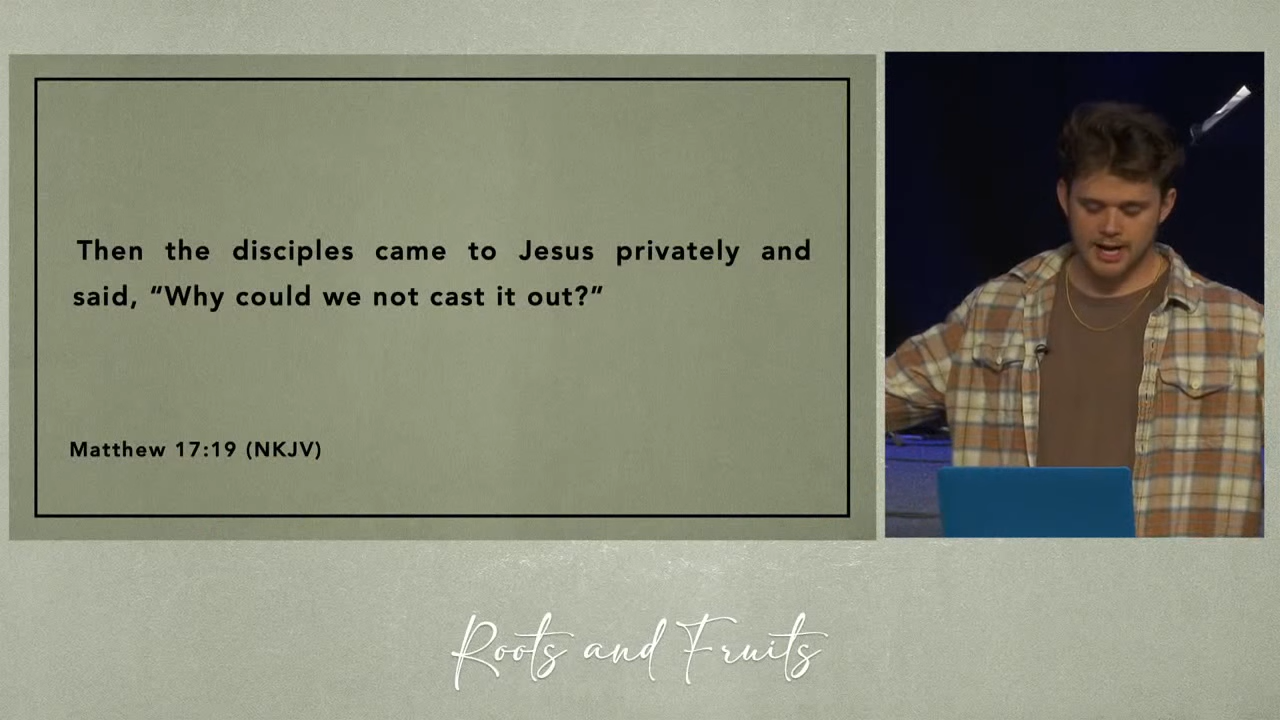 Then the disciples came to Jesus privately and
said, “Why could we not cast it out?”
Matthew 17:19 (NKJV)
Roots and Fruits